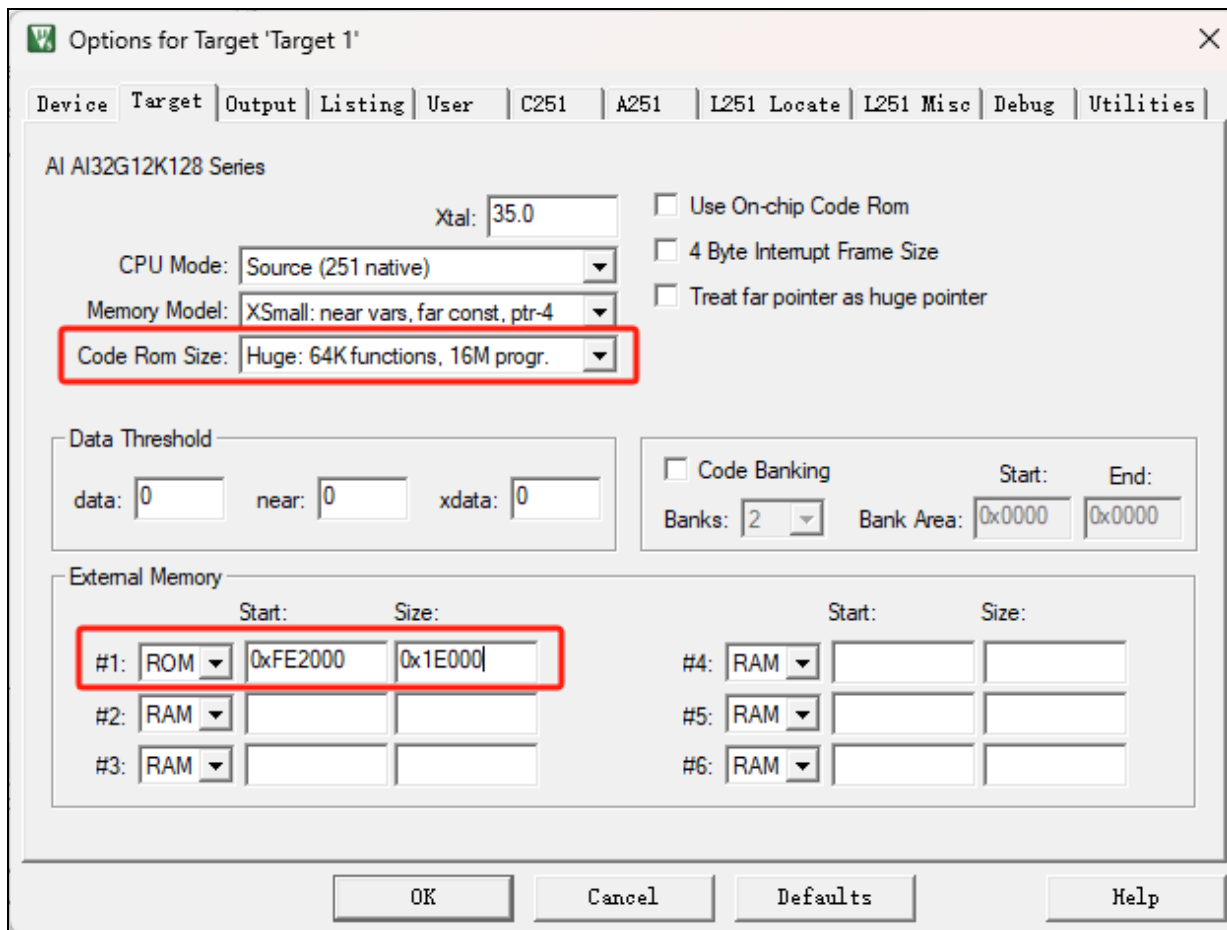 Options for Target 'Target 1'
Device Target Output Listing User C251 A251 L251 Locate L251 Misc Debug Utilities
AI AI32G12K128 Series
Xtal: 35.0
Use On-chip Code Rom
CPU Mode: Source (251 native)
4 Byte Interrupt Frame Size
Memory Model: XSmall: near vars, far const, ptr-4
Treat far pointer as huge pointer
Code Rom Size: Huge: 64K functions, 16M progr.
Data Threshold
data: 0 near: 0 xdata: 0
Code Banking Start: End:
Banks: 2 Bank Area: 0x0000 0x0000
External Memory
Start: Size: Start: Size:
#1: ROM 0xFE2000 0x1E000 #4: RAM
#2: RAM #5: RAM
#3: RAM #6: RAM
OK Cancel Defaults Help